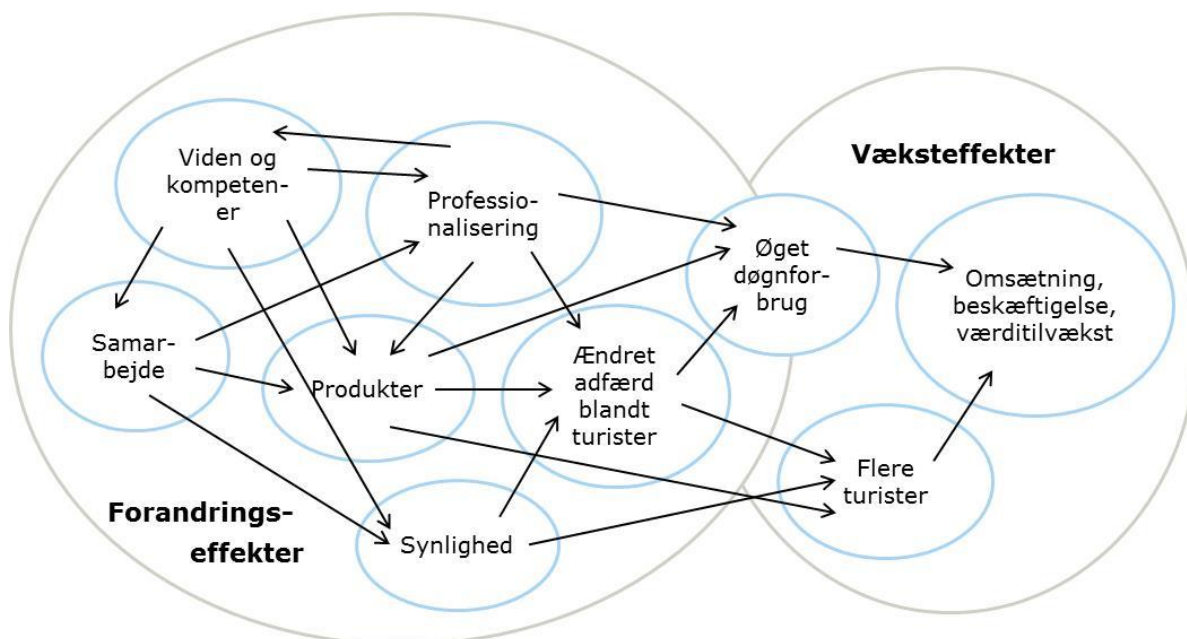 Viden og
kompeten-
er
Professio-
nalisering
Væksteffekter
Øget
døgnfor-
brug
Omsætning,
beskæftigelse,
værditilvækst
Samar-
bejde
Produkter
Ændret
adfærd
blandt
turister
Flere
turister
Forandrings-
effekter
Synlighed